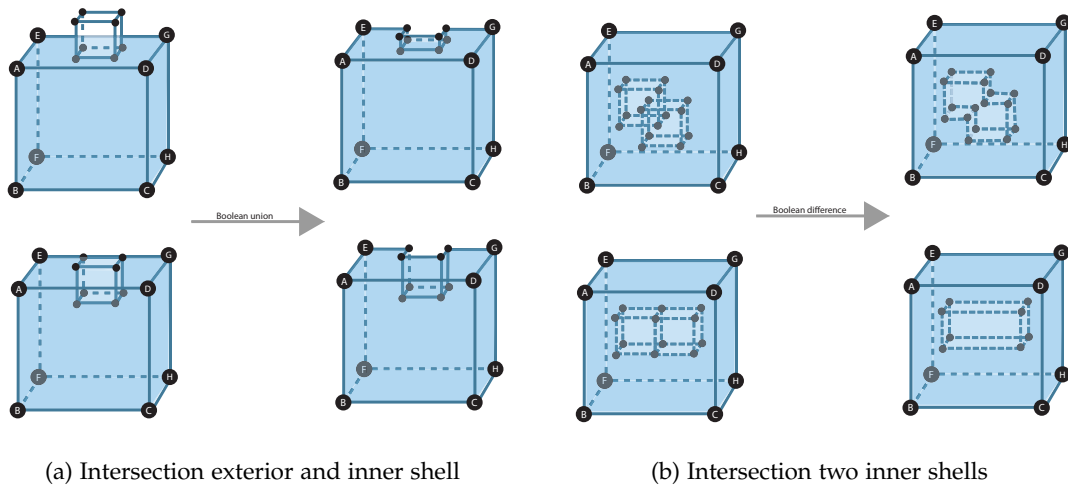 E G
A D
F H
B C
E G
A D
F H
B C
E G
A D
F H
B C
E G
A D
F H
B C
Boolean union
Boolean difference
E G
A D
F H
B C
E G
A D
F H
B C
E G
A D
F H
B C
E G
A D
F H
B C
(a) Intersection exterior and inner shell
(b) Intersection two inner shells